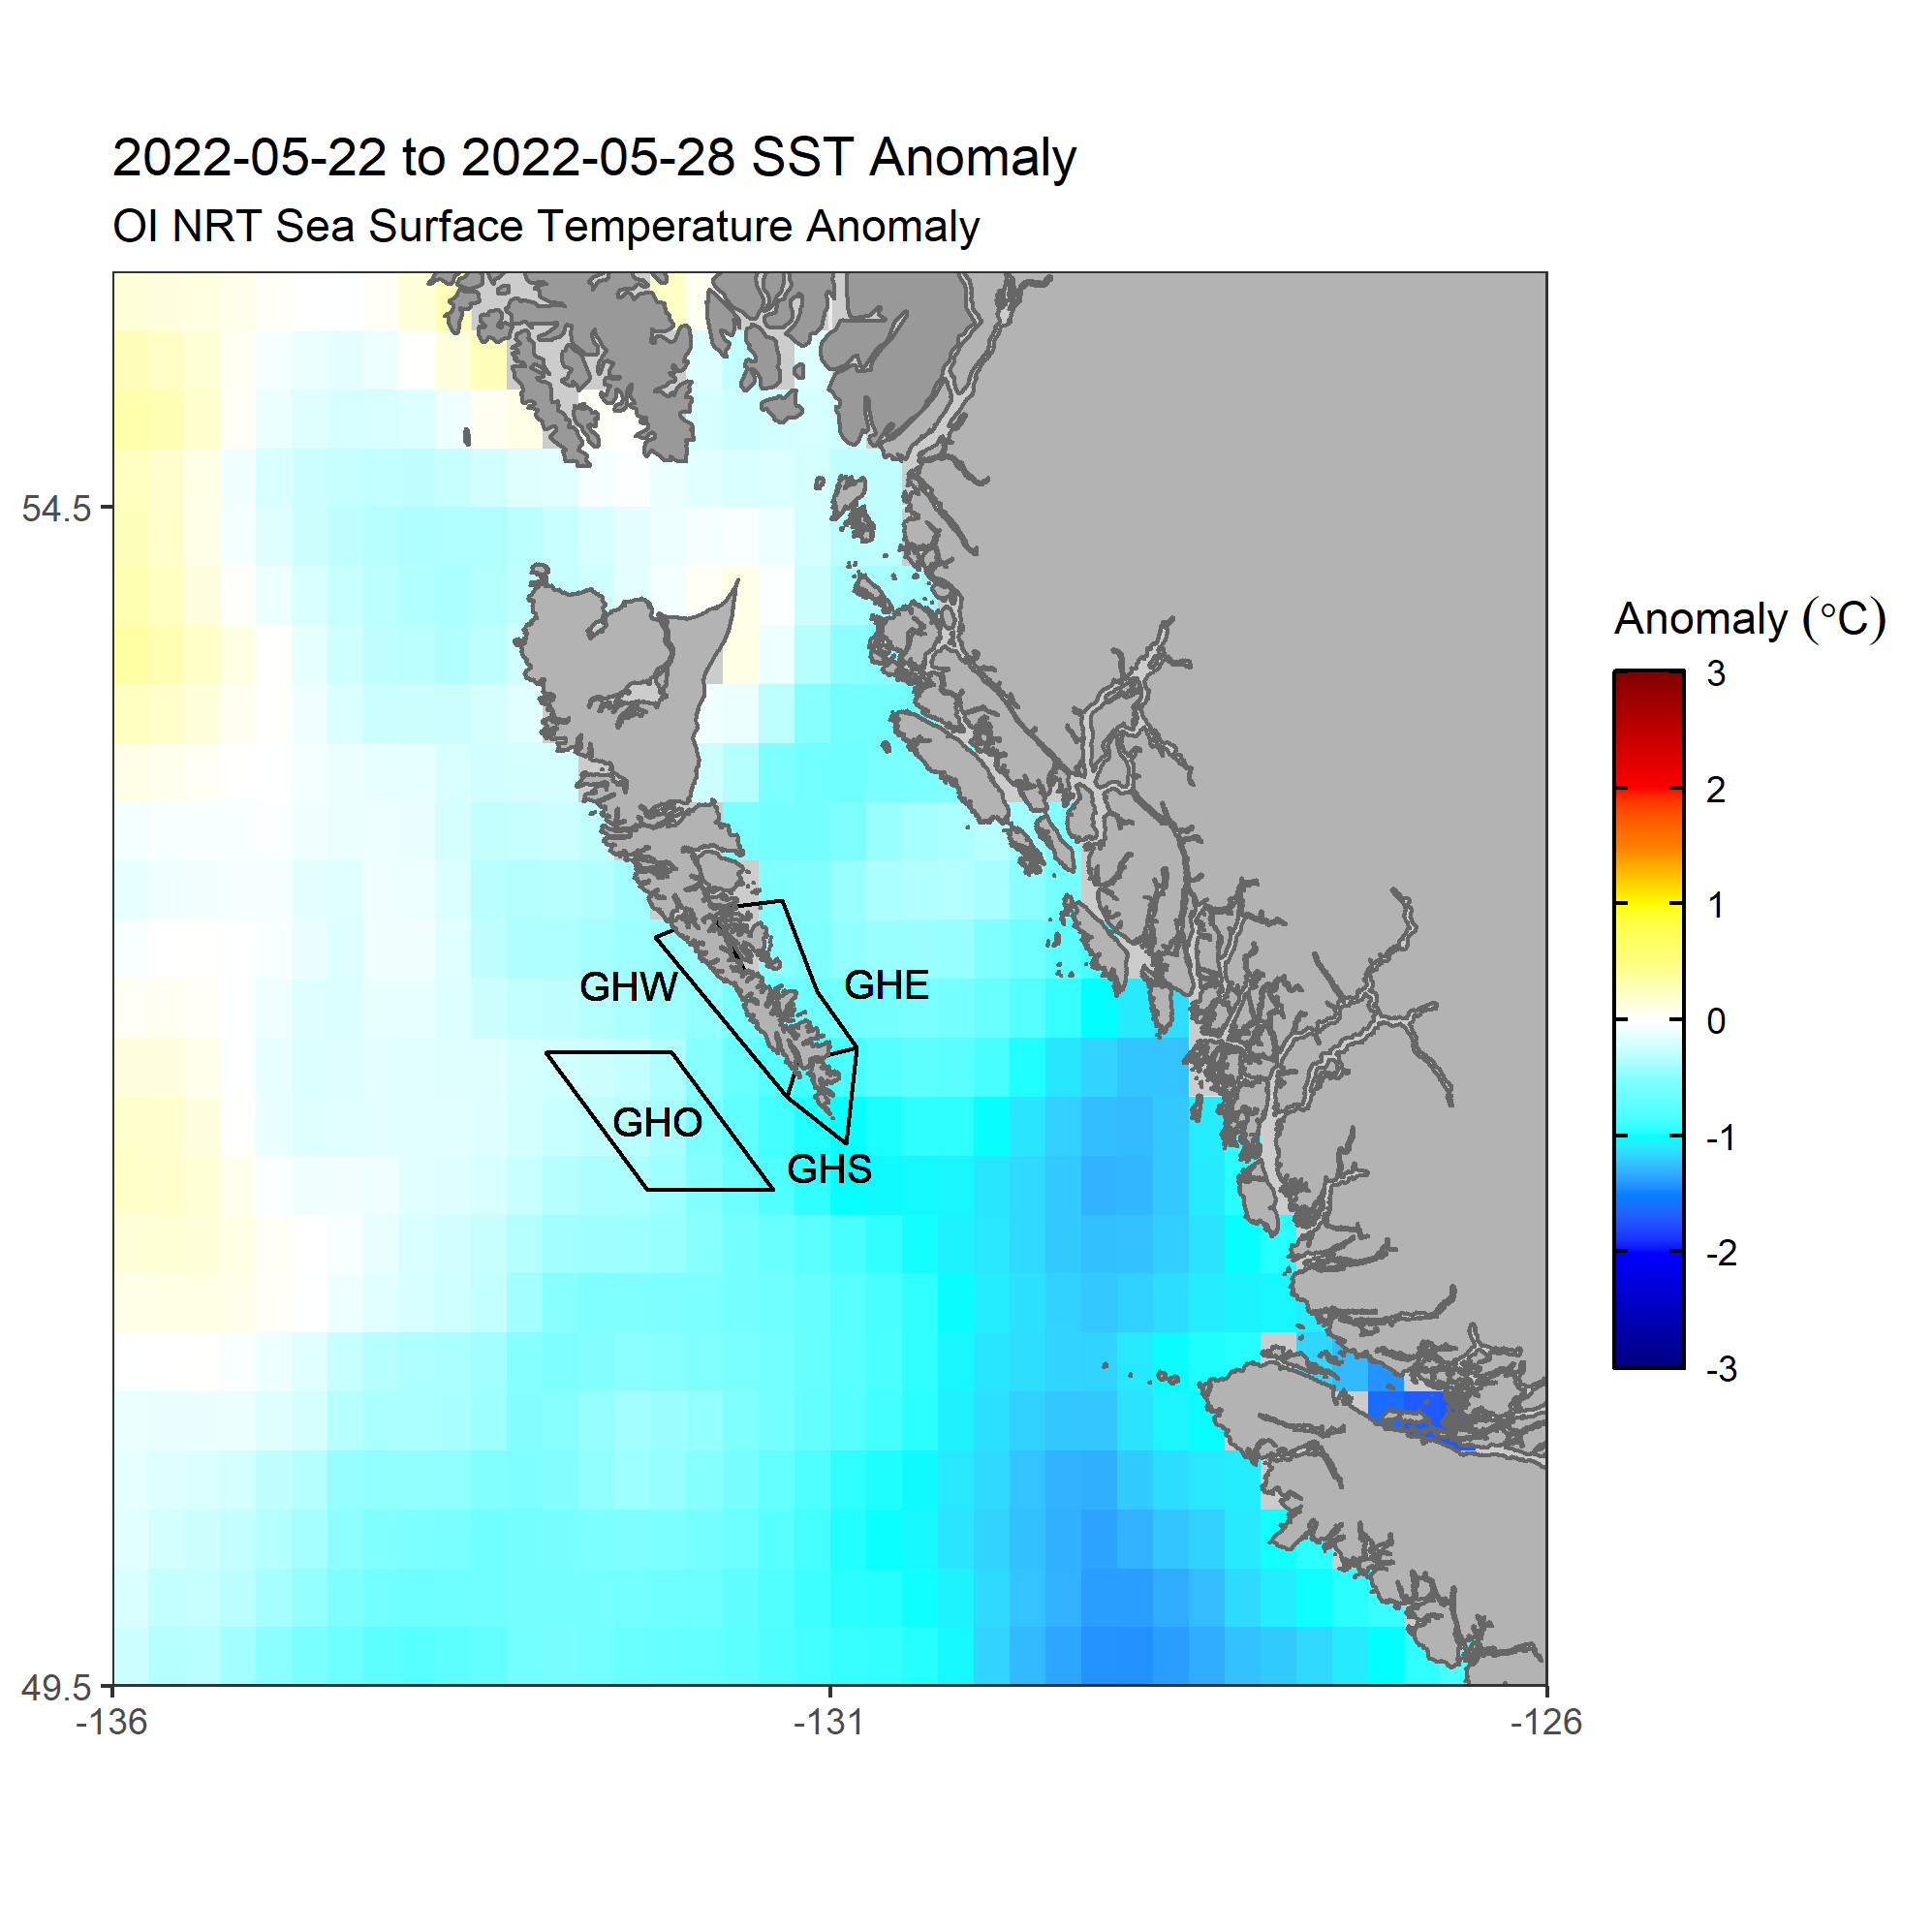 2022-05-22 to 2022-05-28 SST Anomaly
OI NRT Sea Surface Temperature Anomaly
54.5
49.5
-136
-131
-126
GHW
GHE
GHO
GHS
Anomaly (°C)
3
2
1
0
-1
-2
-3